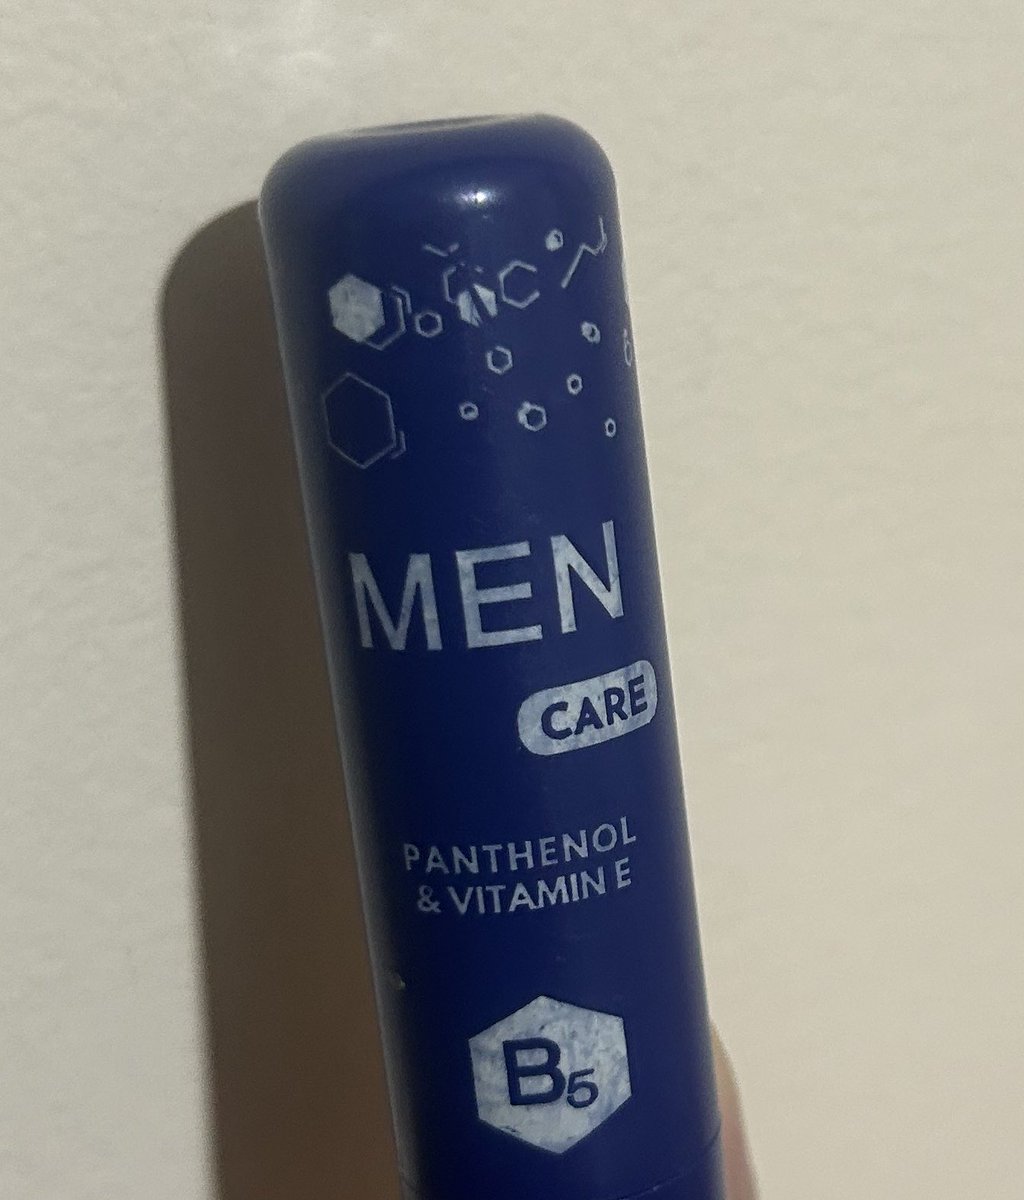 MEN
CARE
PANTHENOL
& VITAMIN E
B5